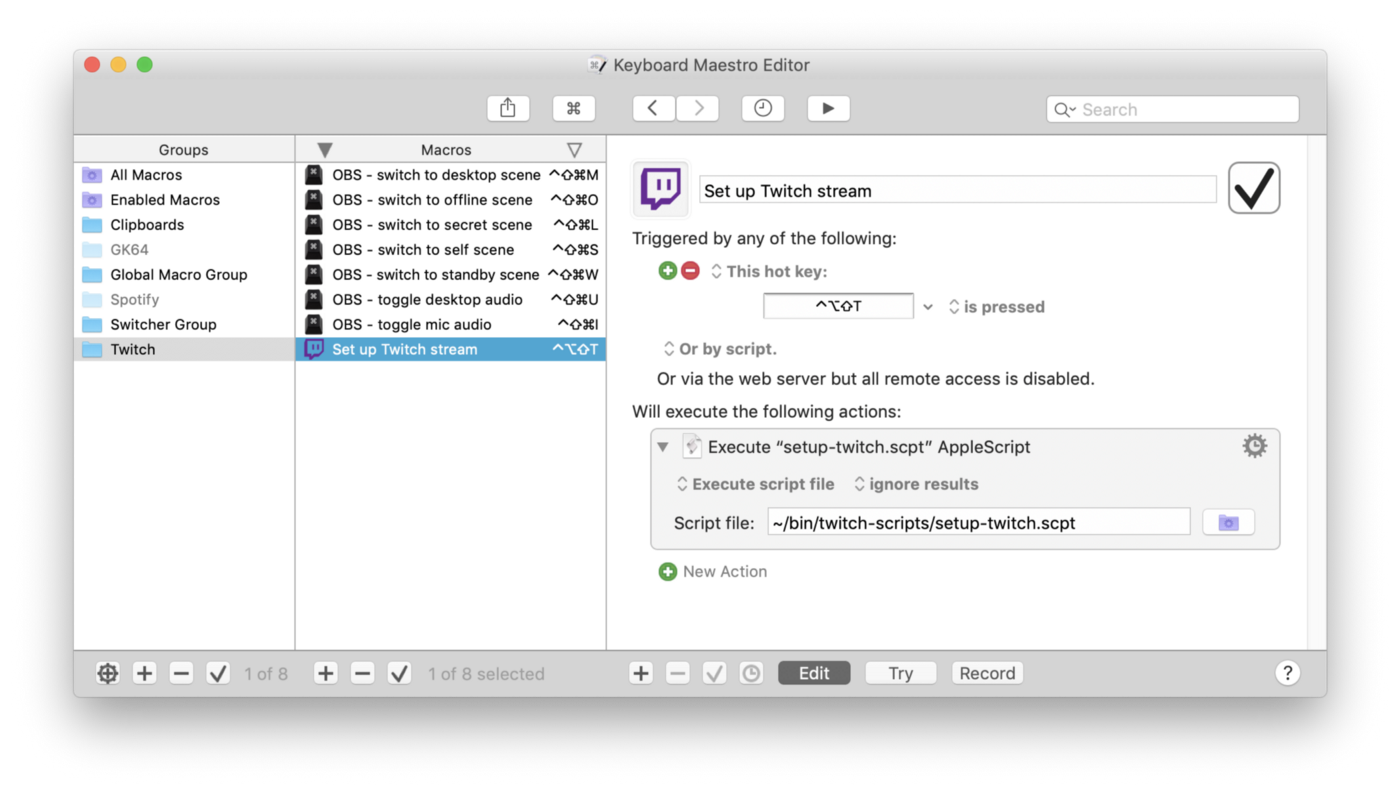 Keyboard Maestro Editor
Search
Groups
All Macros
Enabled Macros
Clipboards
GK64
Global Macro Group
Spotify
Switcher Group
Twitch
Macros
OBS - switch to desktop scene ^⇧⌘M
OBS - switch to offline scene ^⇧⌘O
OBS - switch to secret scene ^⇧⌘L
OBS - switch to self scene ^⇧⌘S
OBS - switch to standby scene ^⇧⌘W
OBS - toggle desktop audio ^⇧⌘U
OBS - toggle mic audio ^⇧⌘I
Set up Twitch stream ^⌥⇧T
Set up Twitch stream
Triggered by any of the following:
This hot key:
^⌥⇧T is pressed
Or by script.
Or via the web server but all remote access is disabled.
Will execute the following actions:
Execute “setup-twitch.scpt” AppleScript
Execute script file ignore results
Script file: ~/bin/twitch-scripts/setup-twitch.scpt
New Action
1 of 8
1 of 8 selected
Edit Try Record ?